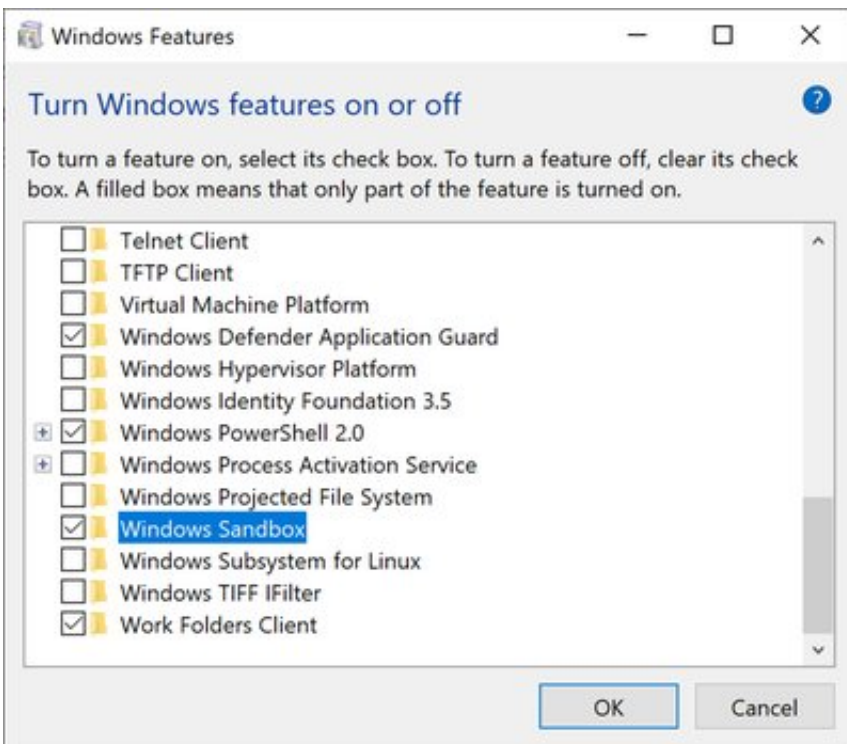 Windows Features
Turn Windows features on or off
?
To turn a feature on, select its check box. To turn a feature off, clear its check
box. A filled box means that only part of the feature is turned on.
Telnet Client
TFTP Client
Virtual Machine Platform
Windows Defender Application Guard
Windows Hypervisor Platform
Windows Identity Foundation 3.5
Windows PowerShell 2.0
Windows Process Activation Service
Windows Projected File System
Windows Sandbox
Windows Subsystem for Linux
Windows TIFF IFilter
Work Folders Client
OK Cancel